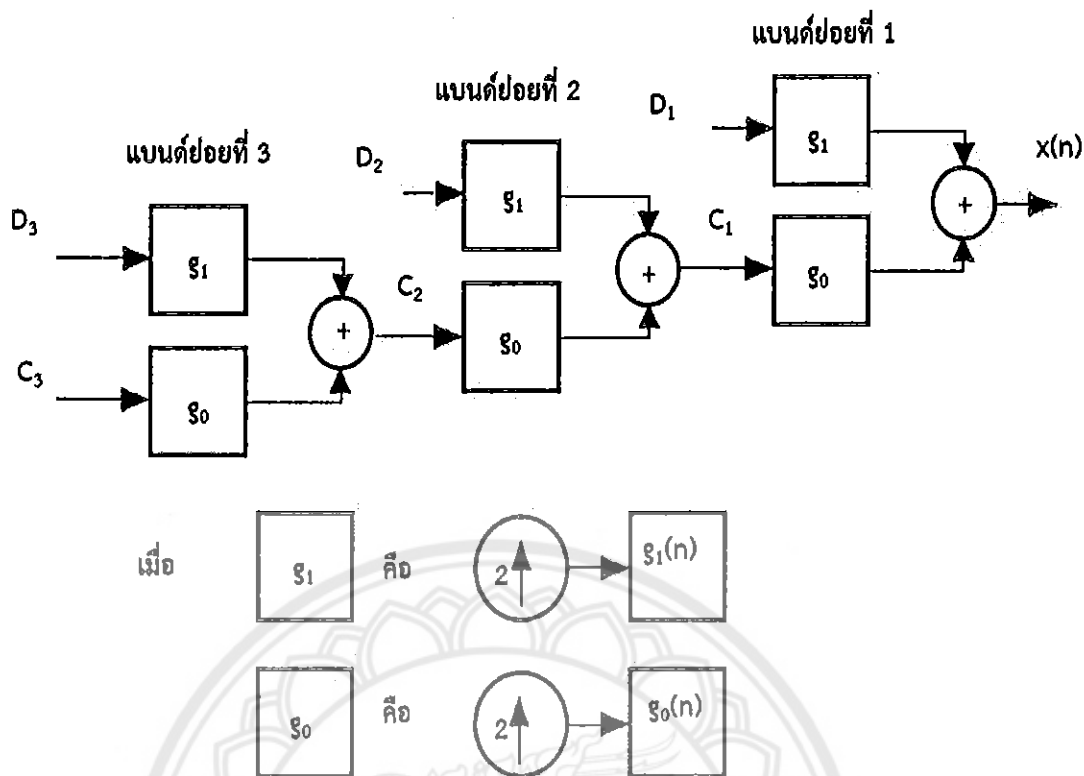 แบนด์ย่อยที่ 1
แบนด์ย่อยที่ 2
แบนด์ย่อยที่ 3
D₁
g₁
x(n)
D₂
g₁
+
D₃
g₁
C₁
g₀
+
C₂
g₀
+
C₃
g₀
เมื่อ g₁ คือ 2 g₁(n)
g₀ คือ 2 g₀(n)